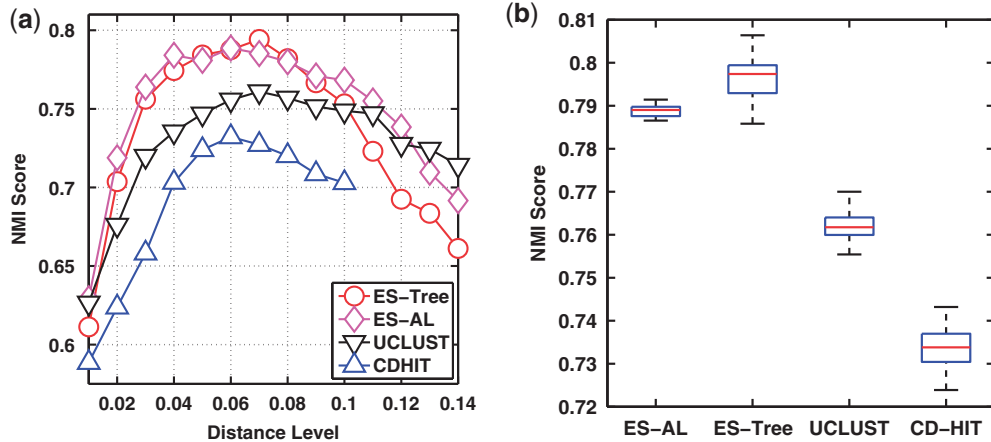 (a)
NMI Score
0.8
0.75
0.7
0.65
0.6
0.02 0.04 0.06 0.08 0.1 0.12 0.14
Distance Level
ES-Tree
ES-AL
UCLUST
CDHIT
(b)
NMI Score
0.81
0.8
0.79
0.78
0.77
0.76
0.75
0.74
0.73
0.72
ES-AL ES-Tree UCLUST CD-HIT